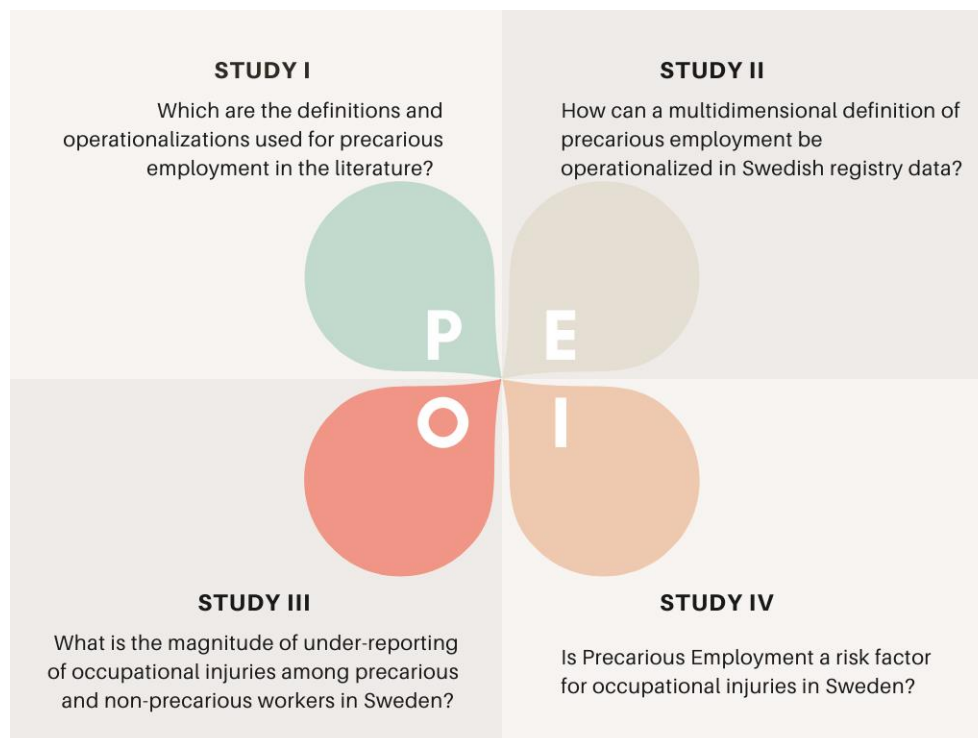 STUDY I
Which are the definitions and
operationalizations used for precarious
employment in the literature?
STUDY II
How can a multidimensional definition of
precarious employment be
operationalized in Swedish registry data?
P
E
O
I
STUDY III
What is the magnitude of under-reporting
of occupational injuries among precarious
and non-precarious workers in Sweden?
STUDY IV
Is Precarious Employment a risk factor
for occupational injuries in Sweden?